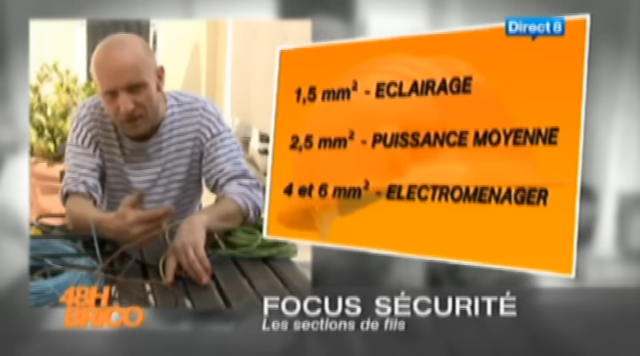 Direct 8
1,5 mm² - ECLAIRAGE
2,5 mm² - PUISSANCE MOYENNE
4 et 6 mm² - ELECTROMENAGER
48H
BRICO
FOCUS SÉCURITÉ
Les sections de fils